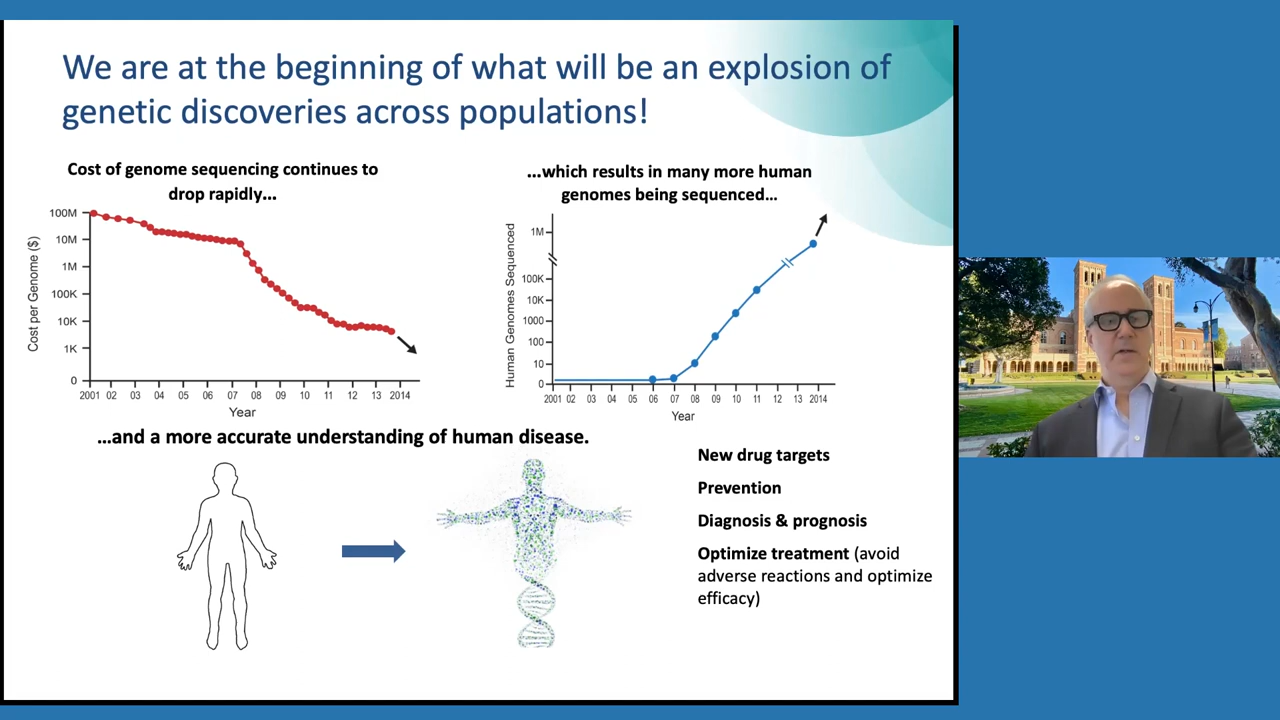 We are at the beginning of what will be an explosion of
genetic discoveries across populations!
Cost of genome sequencing continues to
drop rapidly...
Cost per Genome ($)
100M
10M
1M
100K
10K
1K
0
2001 02 03 04 05 06 07 08 09 10 11 12 13 2014
Year
...which results in many more human
genomes being sequenced...
Human Genomes Sequenced
1M
100K
10K
1000
100
10
0
2001 02 03 04 05 06 07 08 09 10 11 12 13 2014
Year
...and a more accurate understanding of human disease.
New drug targets
Prevention
Diagnosis & prognosis
Optimize treatment (avoid
adverse reactions and optimize
efficacy)